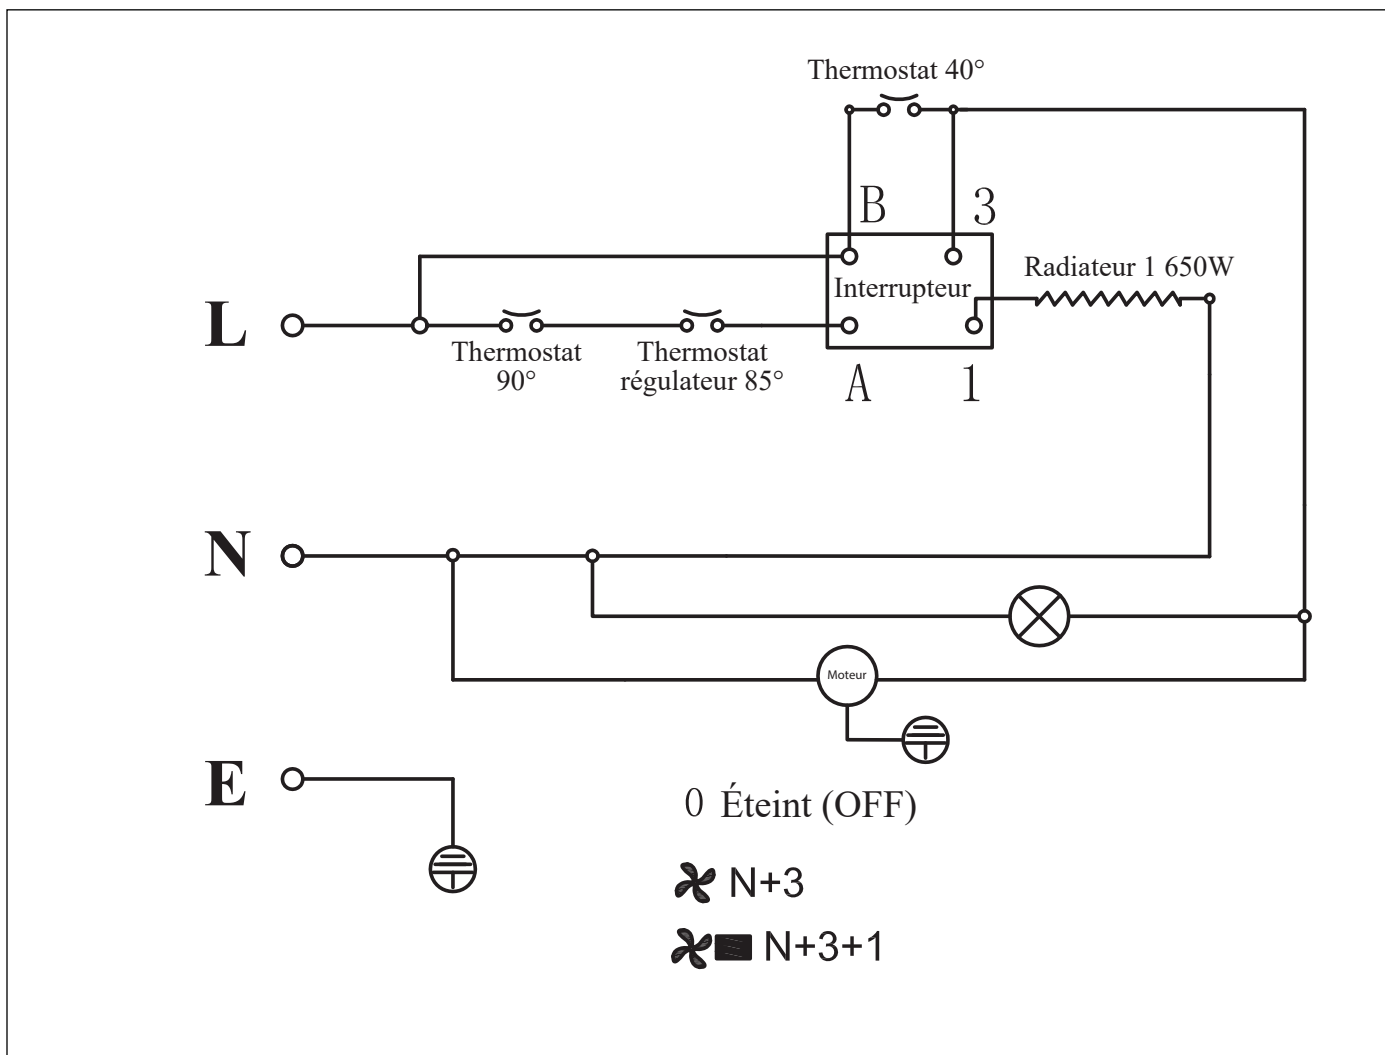 Thermostat 40°
B 3
Interrupteur
Radiateur 1 650W
L
Thermostat
90°
Thermostat
régulateur 85°
A 1
N
Moteur
E
0 Éteint (OFF)
N+3
N+3+1